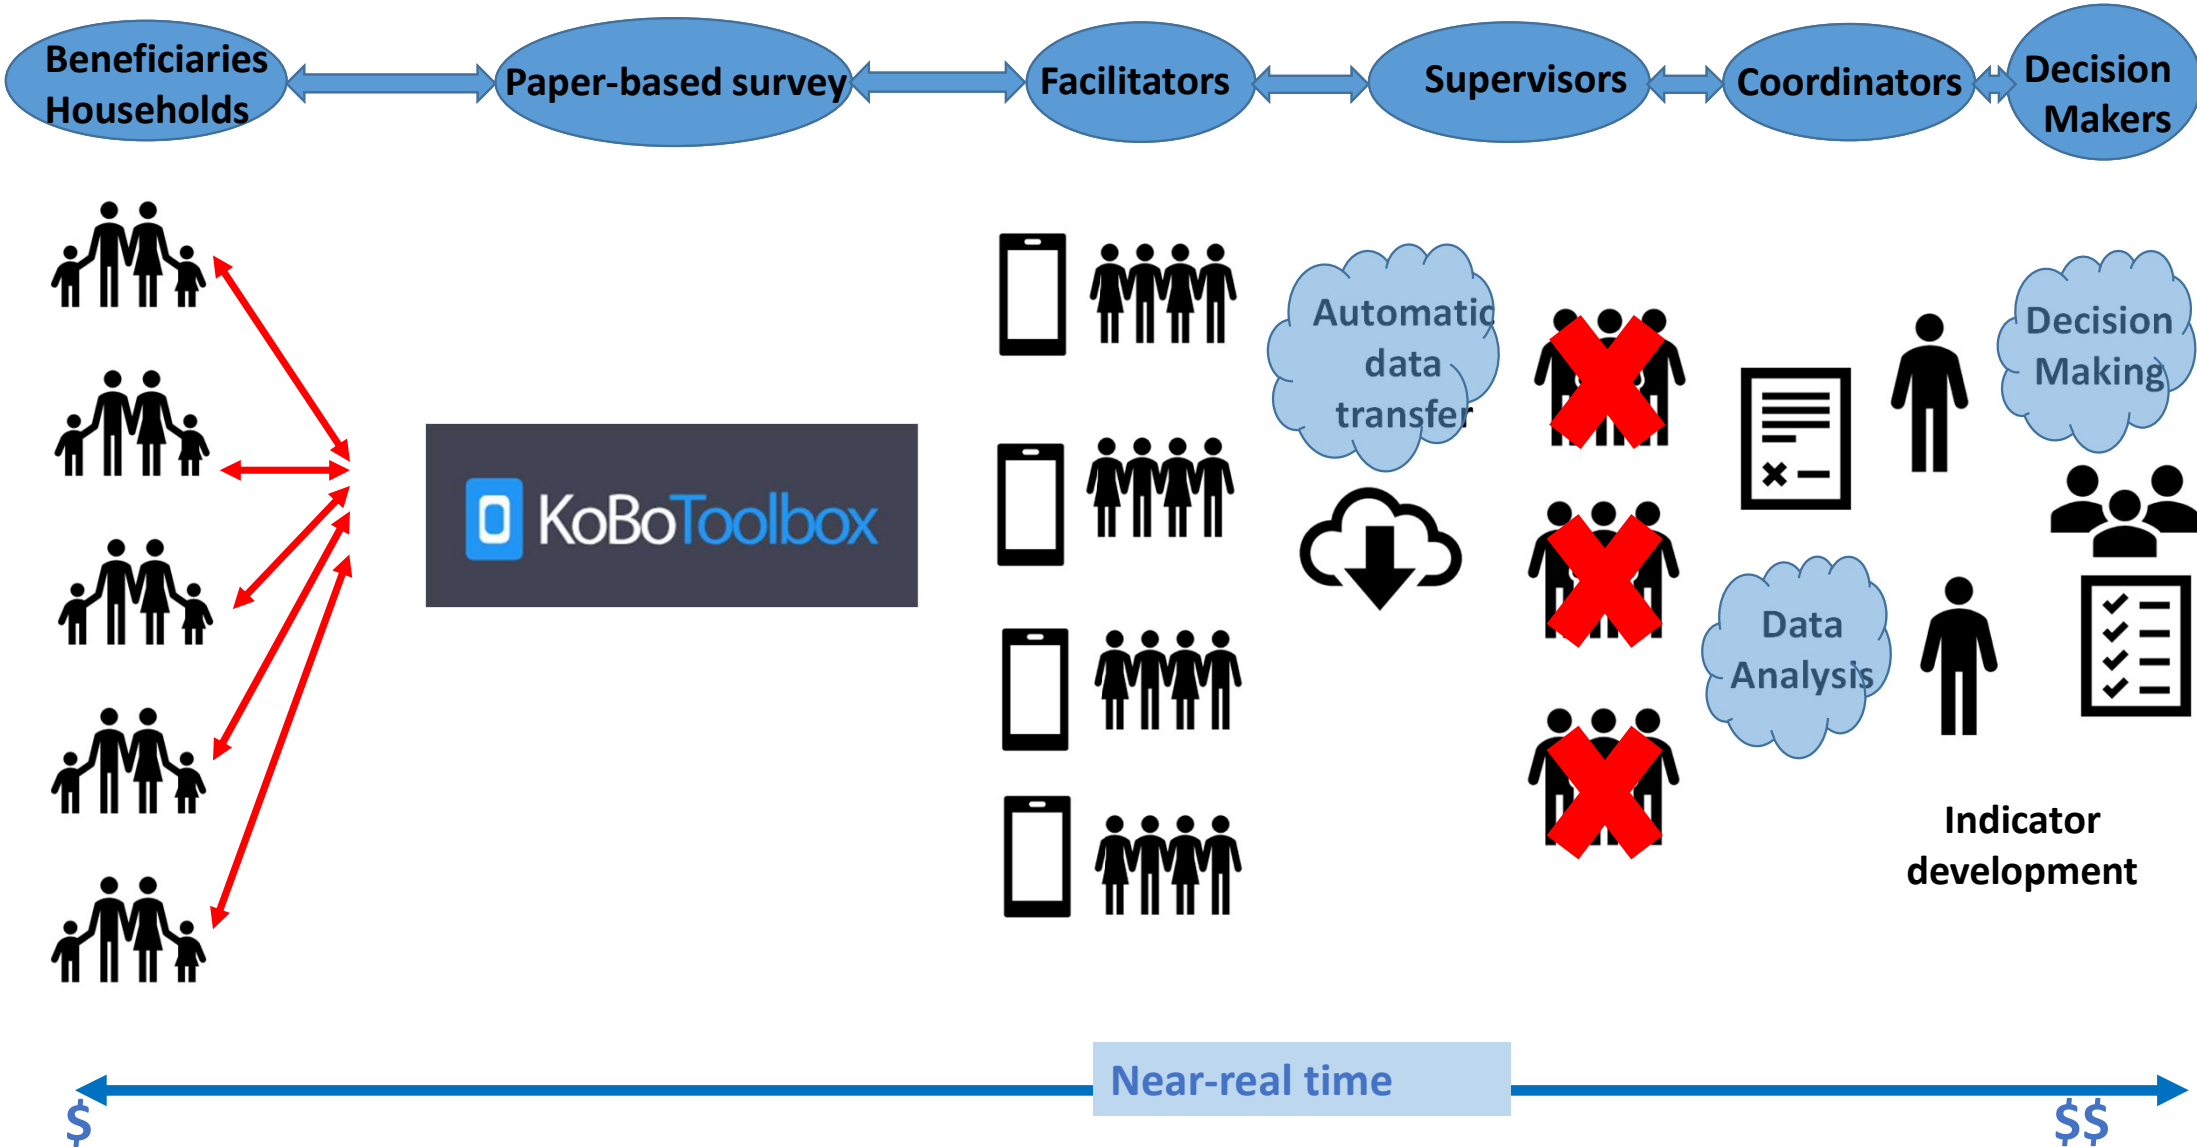 Beneficiaries
Households
Paper-based survey
Facilitators
Supervisors
Coordinators
Decision
Makers
Automatic
data
transfer
Decision
Making
KoBoToolbox
Data
Analysis
Indicator
development
Near-real time
$
$$